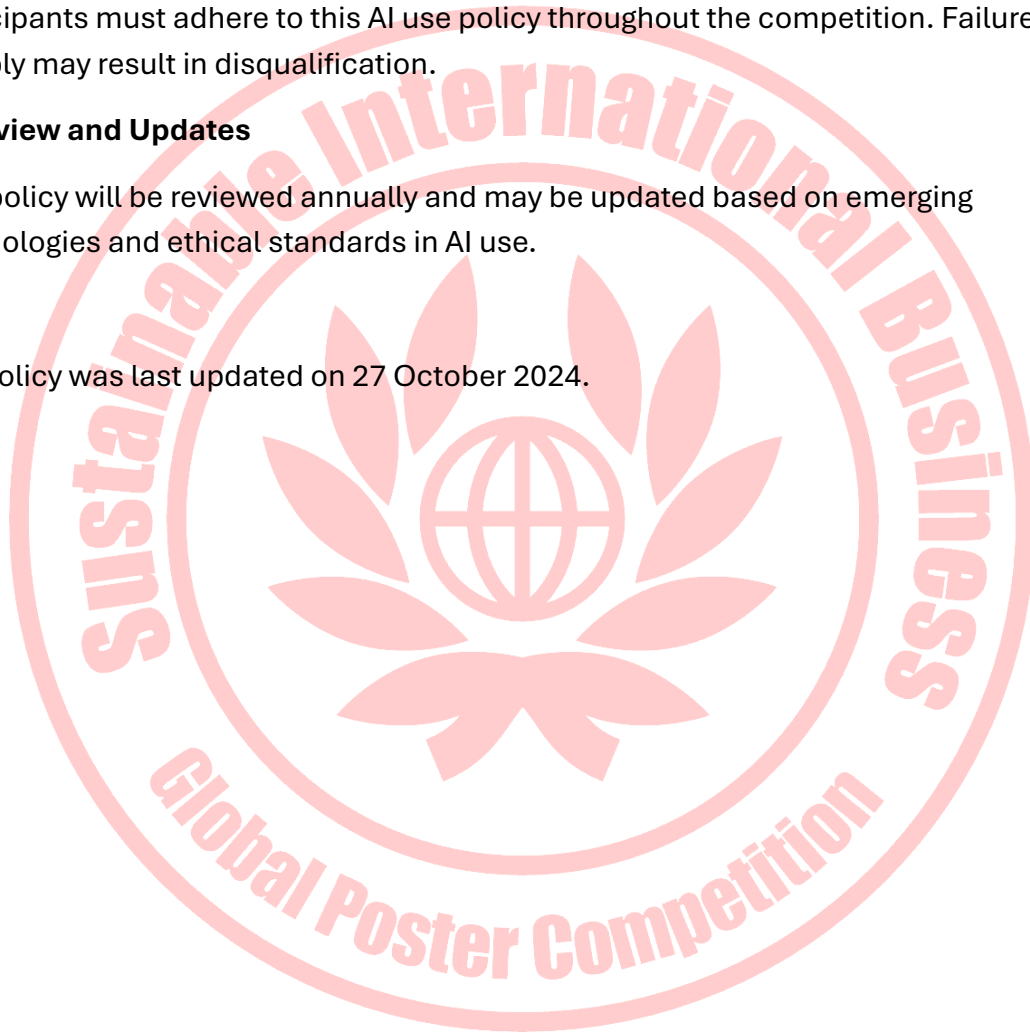 cipants must adhere to this AI use policy throughout the competition. Failure
ly may result in disqualification.
view and Updates
policy will be reviewed annually and may be updated based on emerging
ologies and ethical standards in AI use.
olicy was last updated on 27 October 2024.
Sustainable International Business
Global Poster Competition